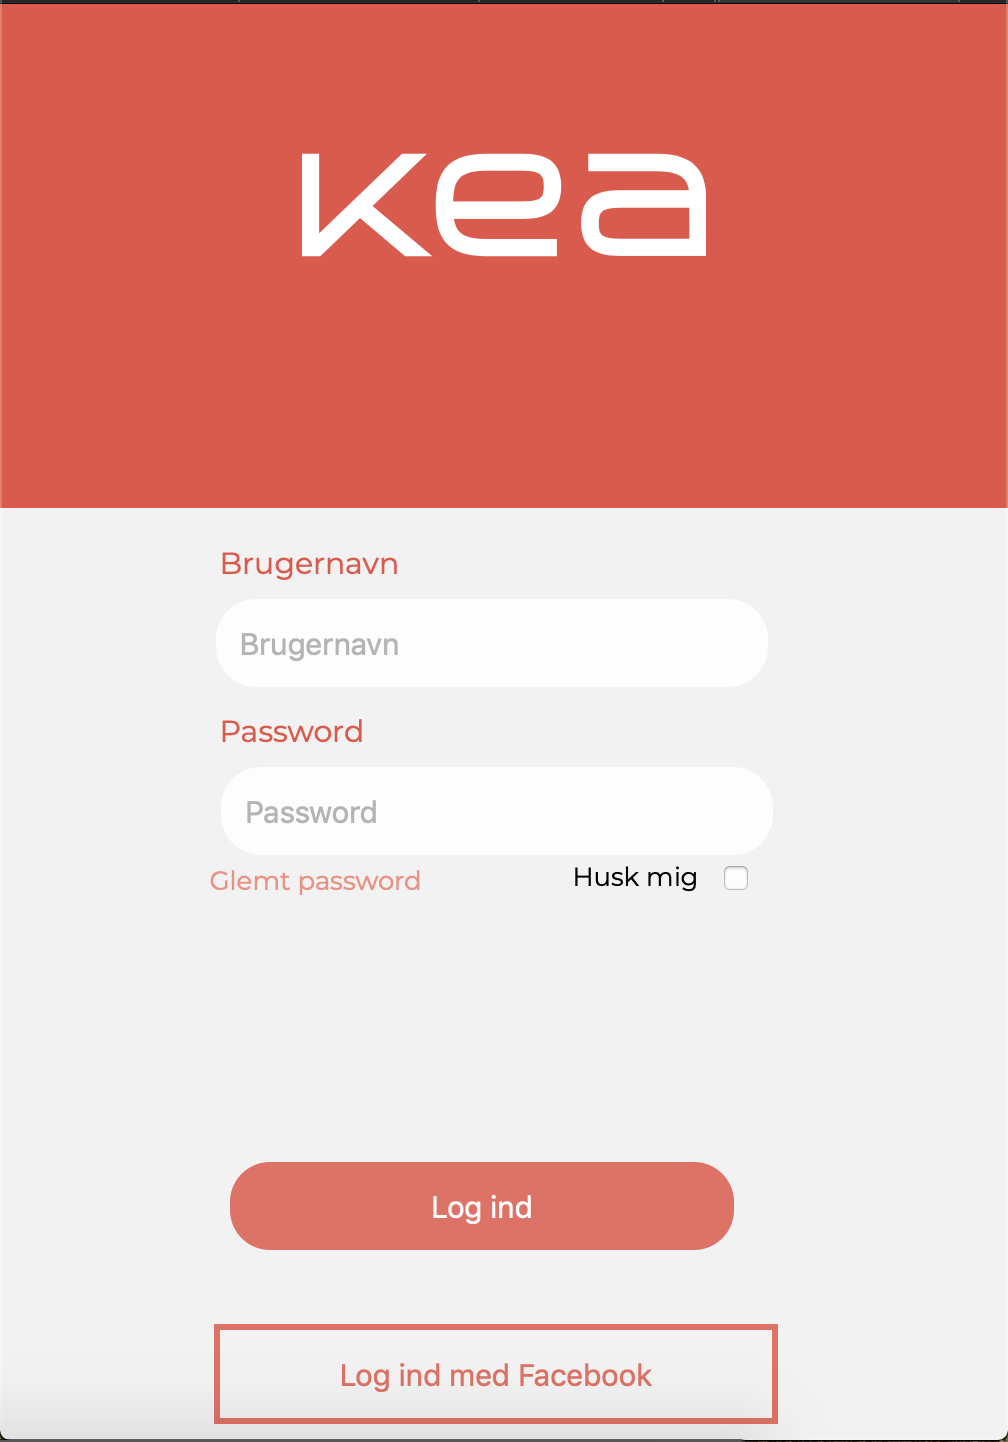 kea
Brugernavn
Brugernavn
Password
Password
Glemt password
Husk mig
Log ind
Log ind med Facebook